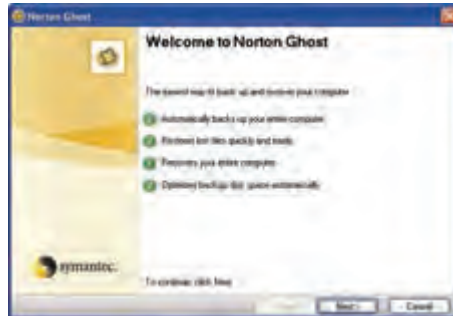 Norton Ghost
Welcome to Norton Ghost
The easiest way to back up and recover your computer
Automatically backs up your entire computer
Restores lost files quickly and easily
Recovers your entire computer
Optimizes backup disc space automatically
symantec.
To continue, click Next
Next >
Cancel